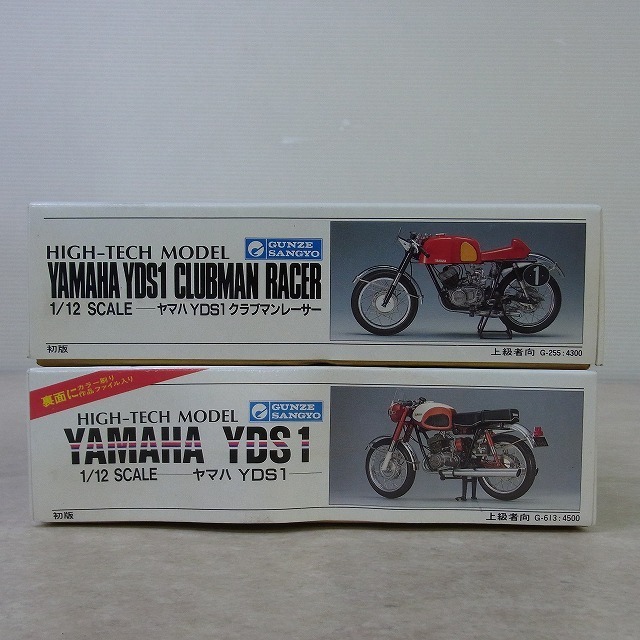 HIGH-TECH MODEL
GUNZE SANGYO
YAMAHA YDS1 CLUBMAN RACER
1/12 SCALE ヤマハ YDS1 クラブマンレーサー
1
初版
上級者向 G-255:4300
裏面にカラー刷り作品ファイル入り
HIGH-TECH MODEL
GUNZE SANGYO
YAMAHA YDS1
1/12 SCALE ヤマハ YDS1
初版
上級者向 G-613:4500